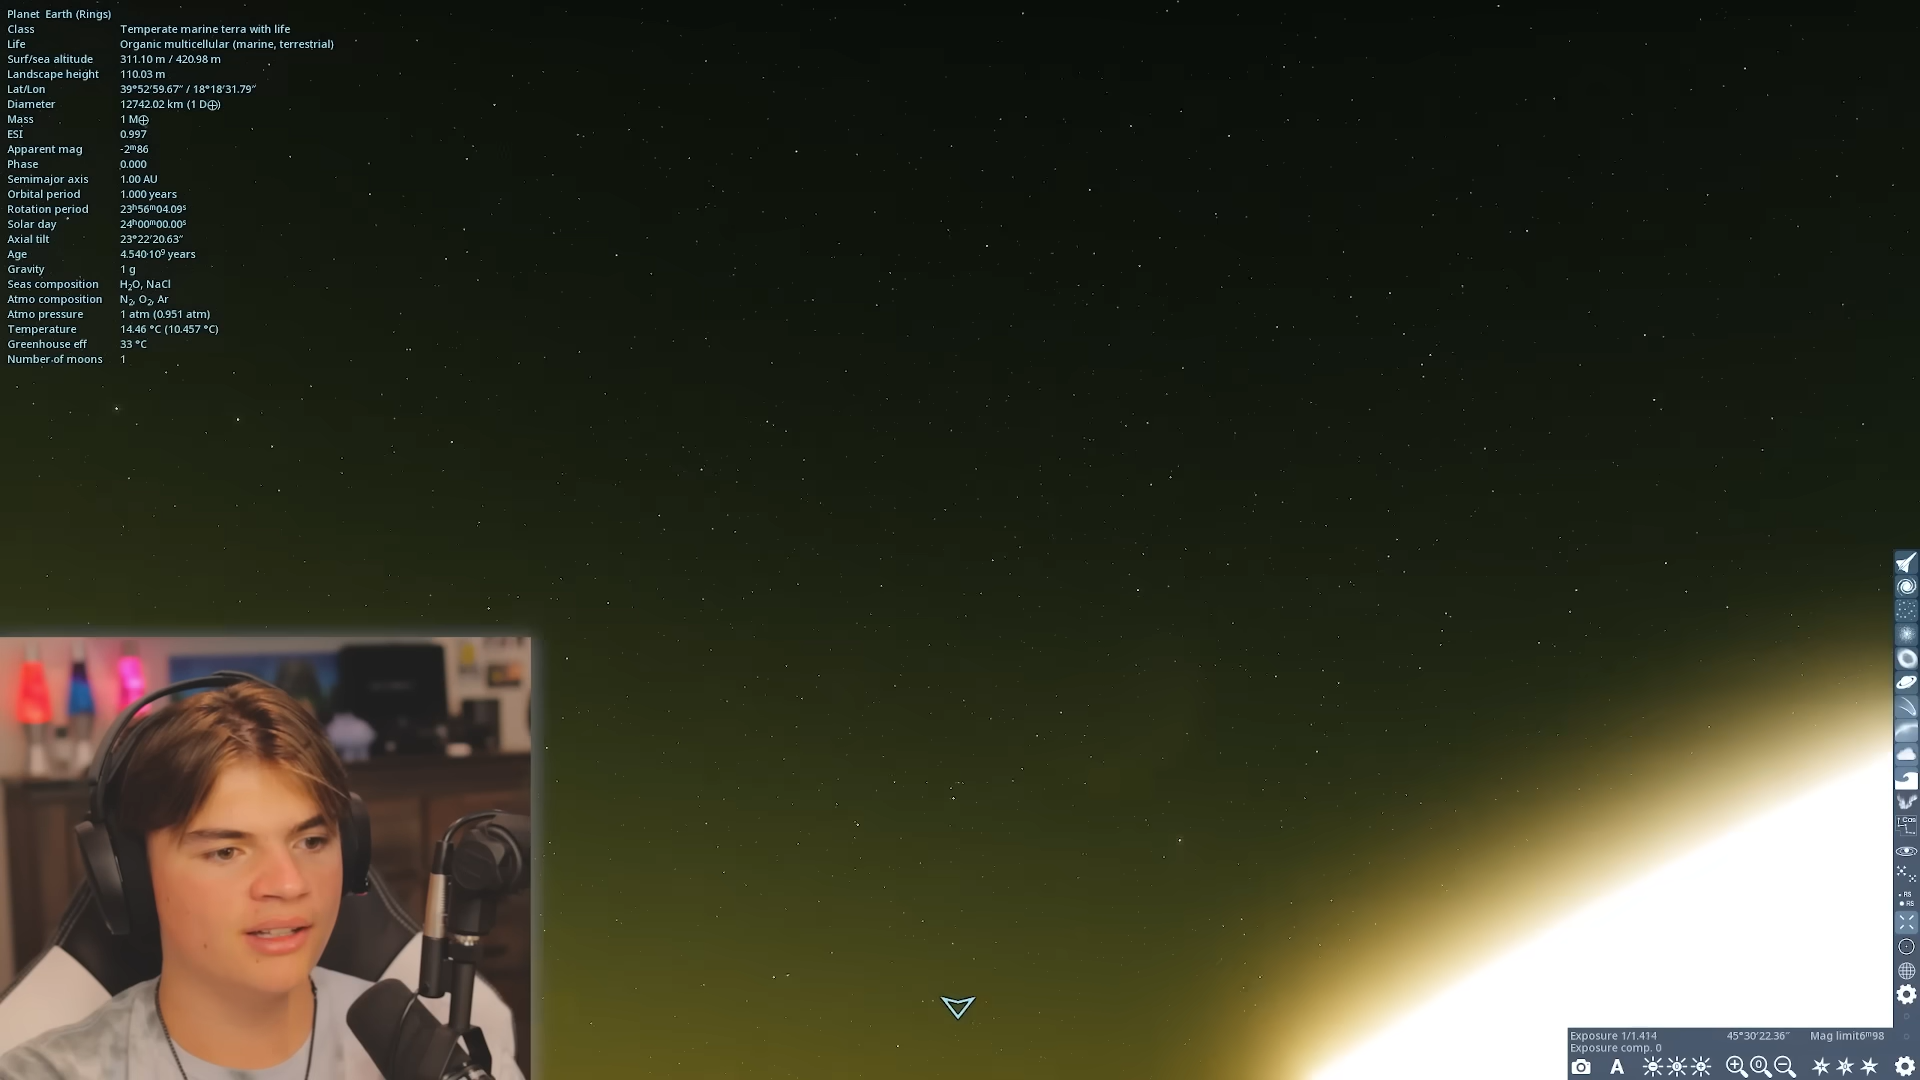 Planet Earth (Rings)
Class Temperate marine terra with life
Life Organic multicellular (marine, terrestrial)
Surf/sea altitude 311.10 m / 420.98 m
Landscape height 110.03 m
Lat/Lon 39°52′59.67″ / 18°18′31.79″
Diameter 12742.02 km (1 D⊕)
Mass 1 M⊕
ESI 0.997
Apparent mag -2ᵐ86
Phase 0.000
Semimajor axis 1.00 AU
Orbital period 1.000 years
Rotation period 23ʰ56ᵐ04.09ˢ
Solar day 24ʰ00ᵐ00.00ˢ
Axial tilt 23°22′20.63″
Age 4.540·10⁹ years
Gravity 1 g
Seas composition H₂O, NaCl
Atmo composition N₂, O₂, Ar
Atmo pressure 1 atm (0.951 atm)
Temperature 14.46 °C (10.457 °C)
Greenhouse eff 33 °C
Number of moons 1
RS
RS
Exposure 1/1.414 45°30′22.36″ Mag limit6ᵐ98
Exposure comp. 0
A